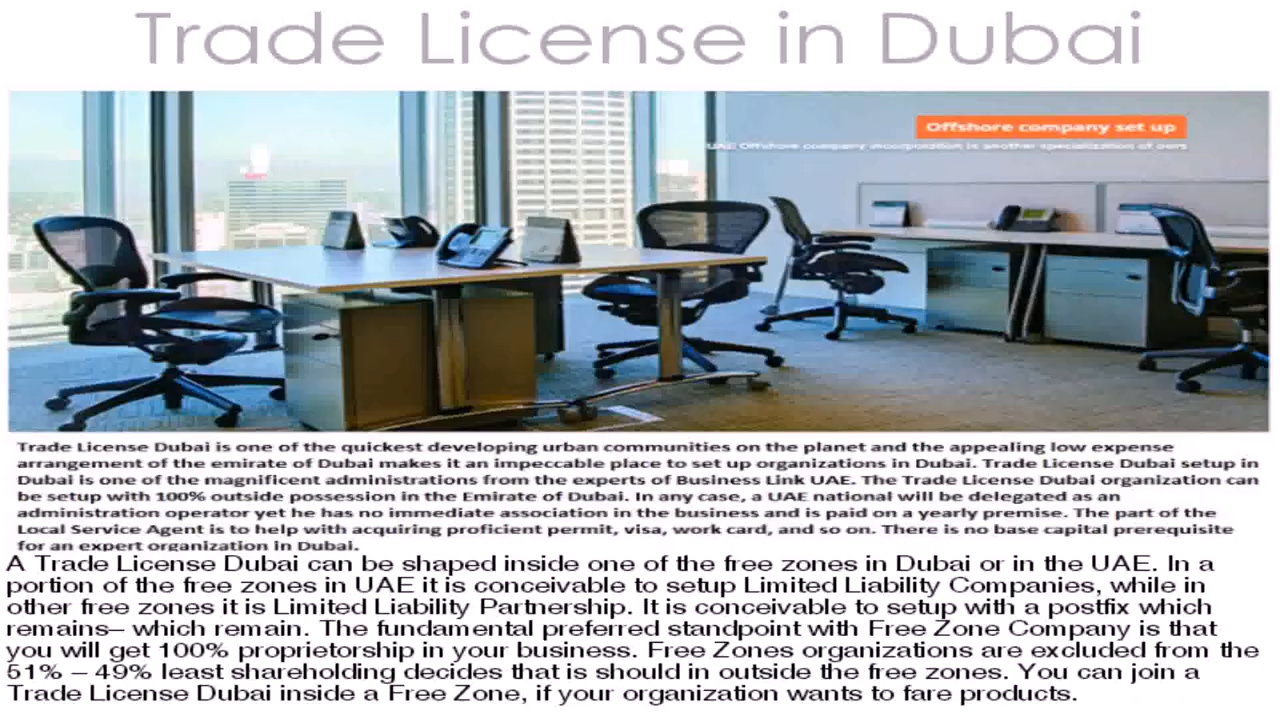 Trade License in Dubai
Offshore company set up
UAE Offshore company incorporation is another specialization of ours
Trade License Dubai is one of the quickest developing urban communities on the planet and the appealing low expense
arrangement of the emirate of Dubai makes it an impeccable place to set up organizations in Dubai. Trade License Dubai setup in
Dubai is one of the magnificent administrations from the experts of Business Link UAE. The Trade License Dubai organization can
be setup with 100% outside possession in the Emirate of Dubai. In any case, a UAE national will be delegated as an
administration operator yet he has no immediate association in the business and is paid on a yearly premise. The part of the
Local Service Agent is to help with acquiring proficient permit, visa, work card, and so on. There is no base capital prerequisite
for an expert organization in Dubai.
A Trade License Dubai can be shaped inside one of the free zones in Dubai or in the UAE. In a
portion of the free zones in UAE it is conceivable to setup Limited Liability Companies, while in
other free zones it is Limited Liability Partnership. It is conceivable to setup with a postfix which
remains– which remain. The fundamental preferred standpoint with Free Zone Company is that
you will get 100% proprietorship in your business. Free Zones organizations are excluded from the
51% – 49% least shareholding decides that is should in outside the free zones. You can join a
Trade License Dubai inside a Free Zone, if your organization wants to fare products.